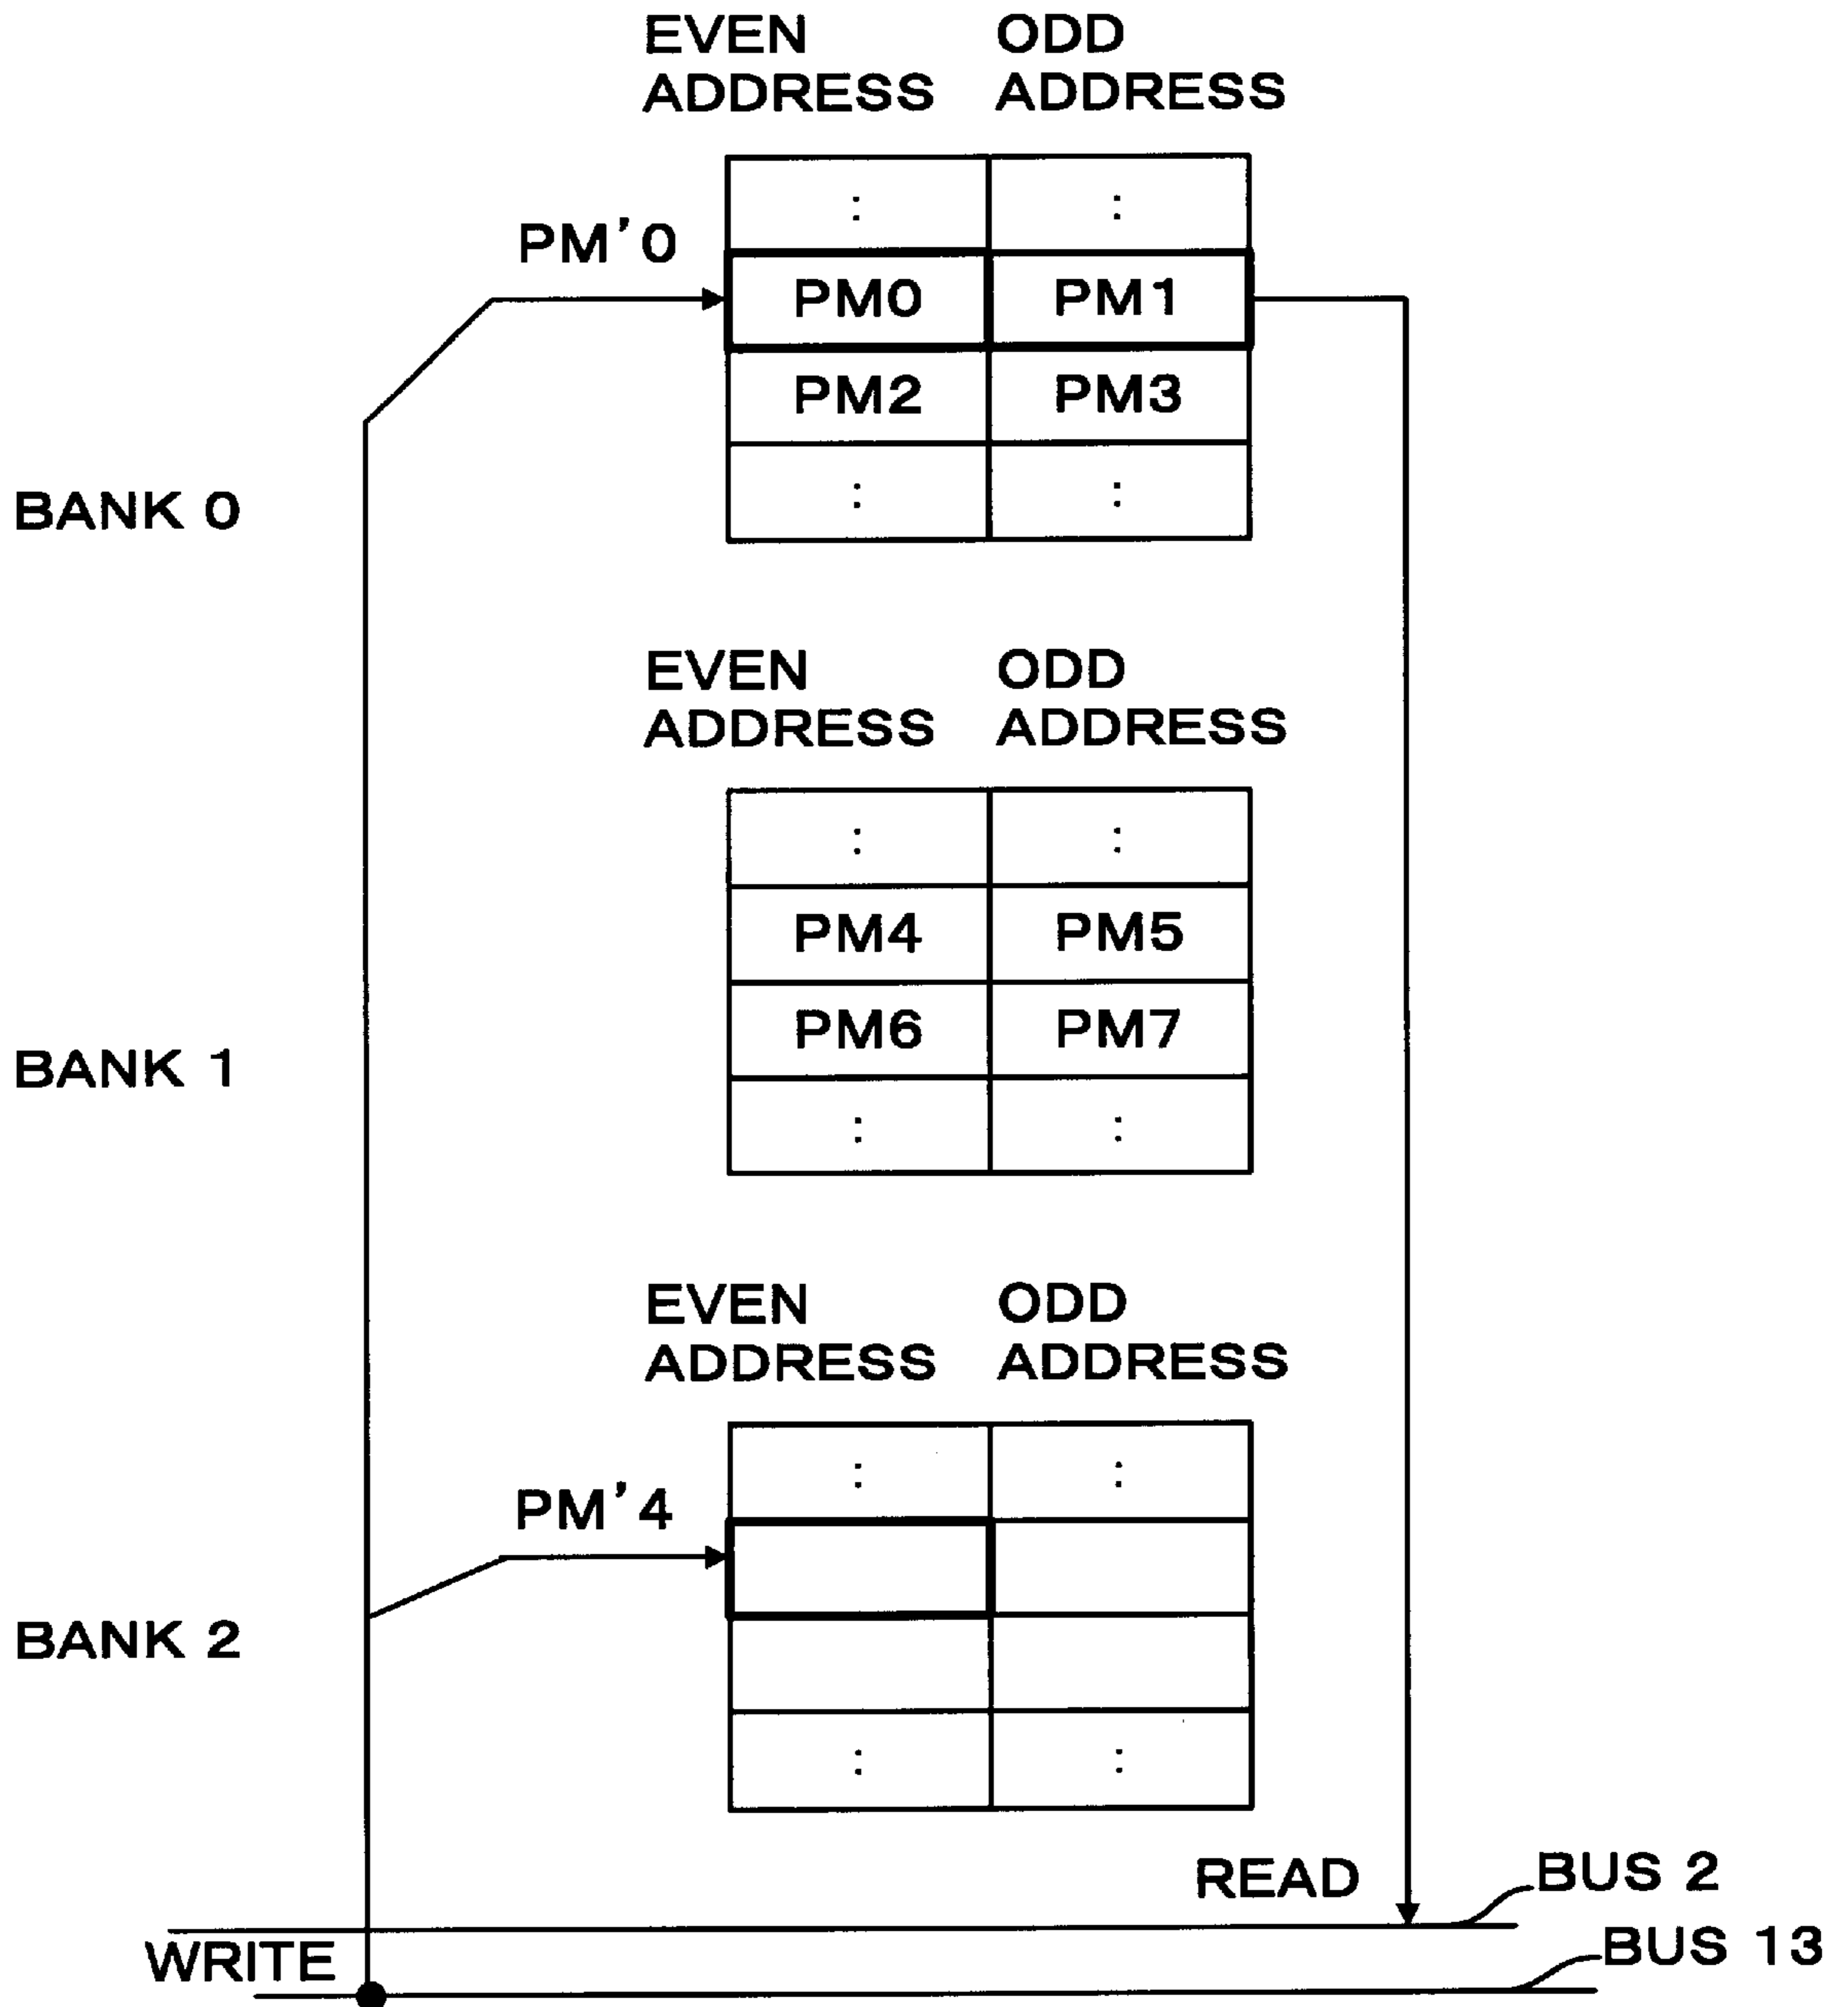 EVEN ODD
ADDRESS ADDRESS
: :
PM'0
PM0 PM1
PM2 PM3
BANK 0
: :
EVEN ODD
ADDRESS ADDRESS
: :
PM4 PM5
PM6 PM7
BANK 1
: :
EVEN ODD
ADDRESS ADDRESS
: :
PM'4
BANK 2
: :
READ BUS 2
WRITE BUS 13